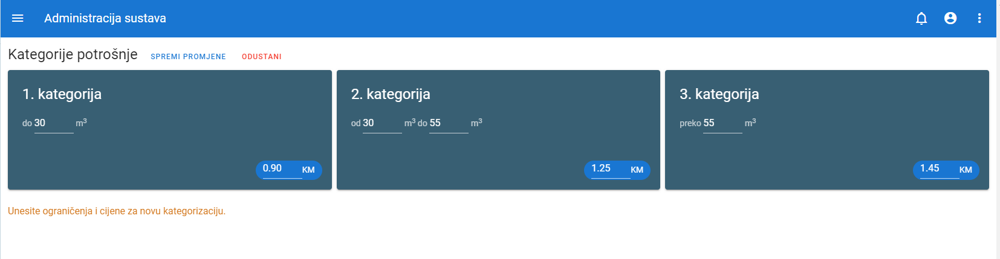 Administracija sustava
Kategorije potrošnje SPREMI PROMJENE ODUSTANI
1. kategorija
do 30 m³
0.90 KM
2. kategorija
od 30 m³ do 55 m³
1.25 KM
3. kategorija
preko 55 m³
1.45 KM
Unesite ograničenja i cijene za novu kategorizaciju.